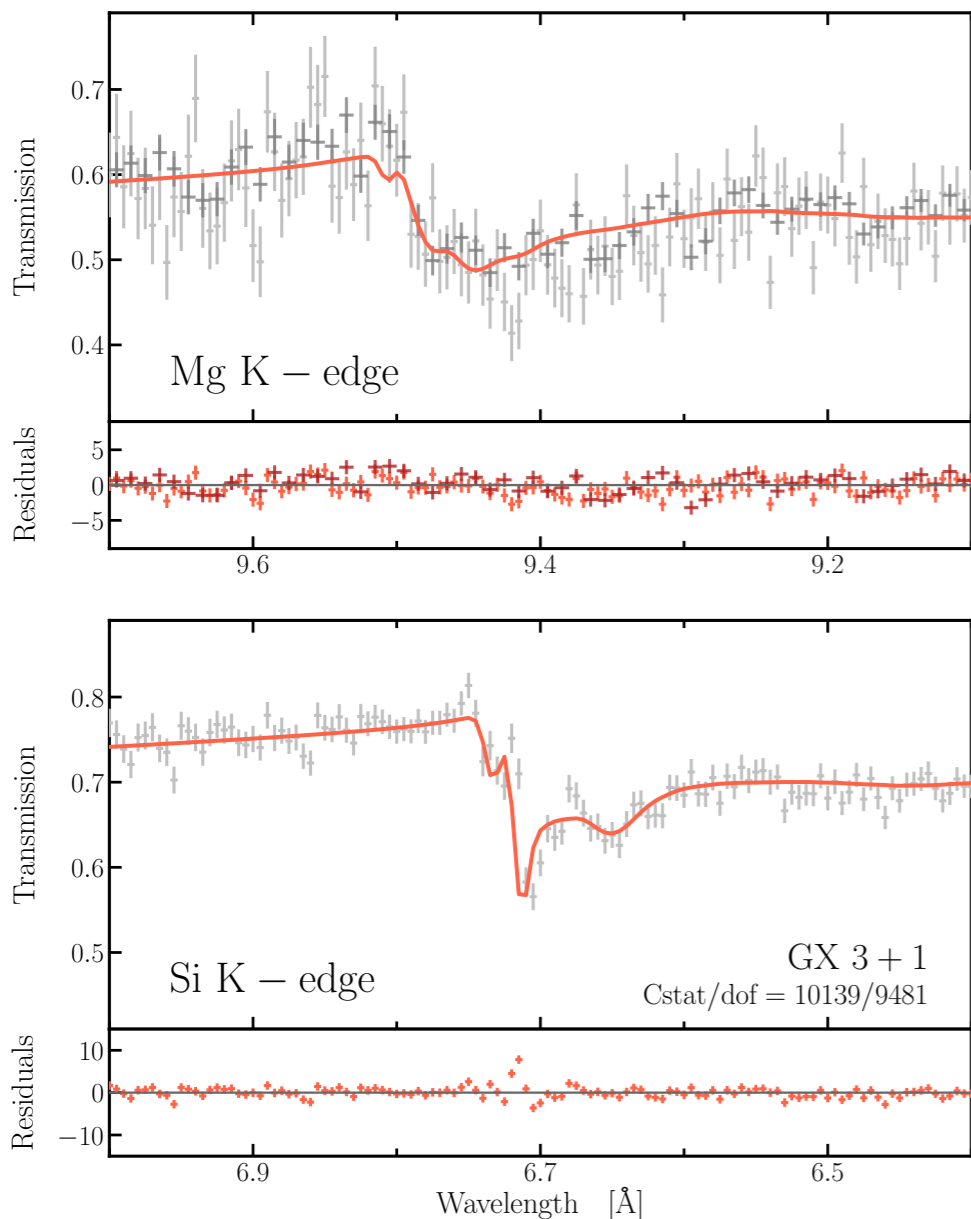 0.7
0.6
0.5
0.4
Transmission
Mg K – edge
5
0
−5
Residuals
9.6 9.4 9.2
0.8
0.7
0.6
0.5
Transmission
GX 3 + 1
Si K – edge
Cstat/dof = 10139/9481
10
0
−10
Residuals
6.9 6.7 6.5
Wavelength [Å]